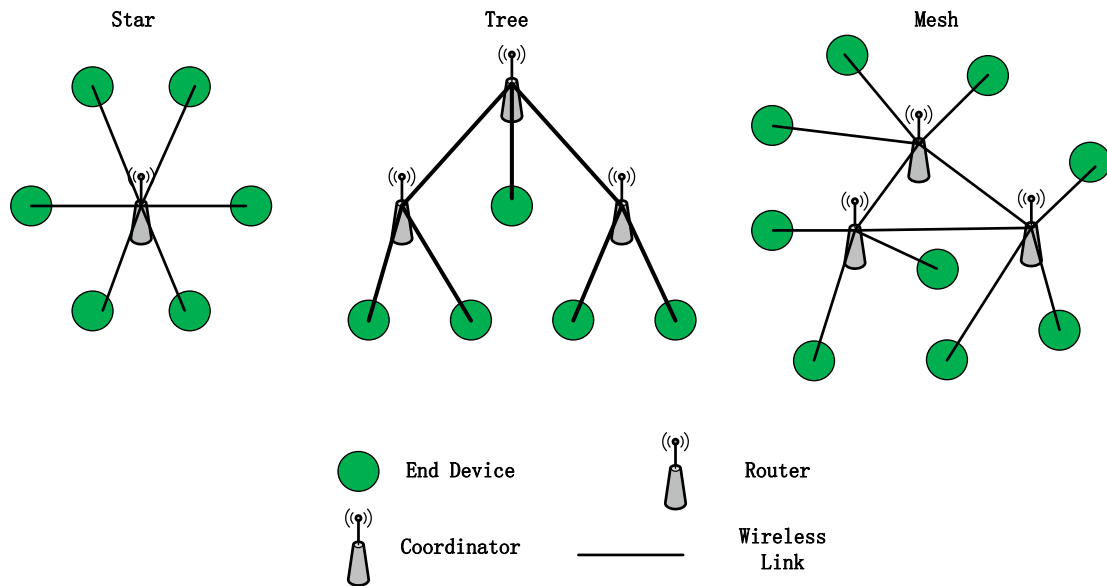 Star
Tree
Mesh
End Device
Router
Coordinator
Wireless
Link